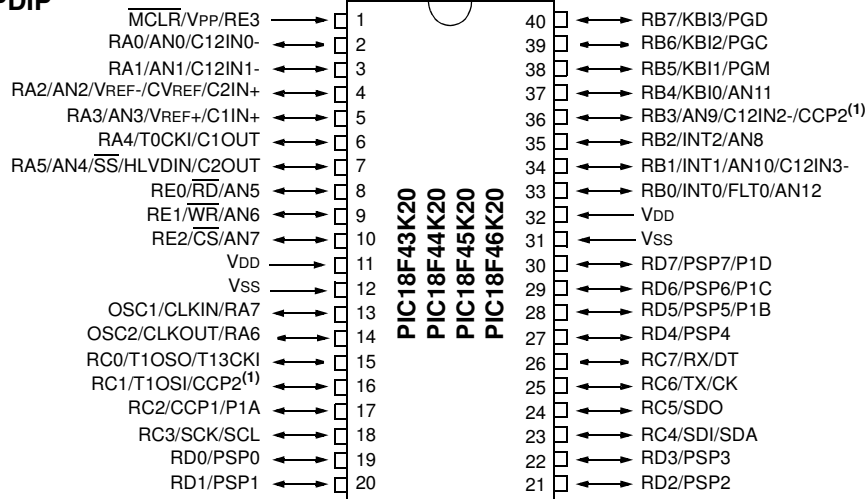 PDIP
MCLR/VPP/RE3 1
RA0/AN0/C12IN0- 2
RA1/AN1/C12IN1- 3
RA2/AN2/VREF-/CVREF/C2IN+ 4
RA3/AN3/VREF+/C1IN+ 5
RA4/T0CKI/C1OUT 6
RA5/AN4/SS/HLVDIN/C2OUT 7
RE0/RD/AN5 8
RE1/WR/AN6 9
RE2/CS/AN7 10
VDD 11
VSS 12
OSC1/CLKIN/RA7 13
OSC2/CLKOUT/RA6 14
RC0/T1OSO/T13CKI 15
RC1/T1OSI/CCP2(1) 16
RC2/CCP1/P1A 17
RC3/SCK/SCL 18
RD0/PSP0 19
RD1/PSP1 20
PIC18F43K20
PIC18F44K20
PIC18F45K20
PIC18F46K20
40 RB7/KBI3/PGD
39 RB6/KBI2/PGC
38 RB5/KBI1/PGM
37 RB4/KBI0/AN11
36 RB3/AN9/C12IN2-/CCP2(1)
35 RB2/INT2/AN8
34 RB1/INT1/AN10/C12IN3-
33 RB0/INT0/FLT0/AN12
32 VDD
31 VSS
30 RD7/PSP7/P1D
29 RD6/PSP6/P1C
28 RD5/PSP5/P1B
27 RD4/PSP4
26 RC7/RX/DT
25 RC6/TX/CK
24 RC5/SDO
23 RC4/SDI/SDA
22 RD3/PSP3
21 RD2/PSP2